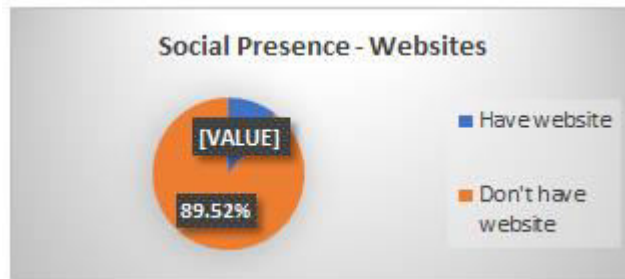 Social Presence - Websites
[VALUE]
89.52%
Have website
Don't have
website